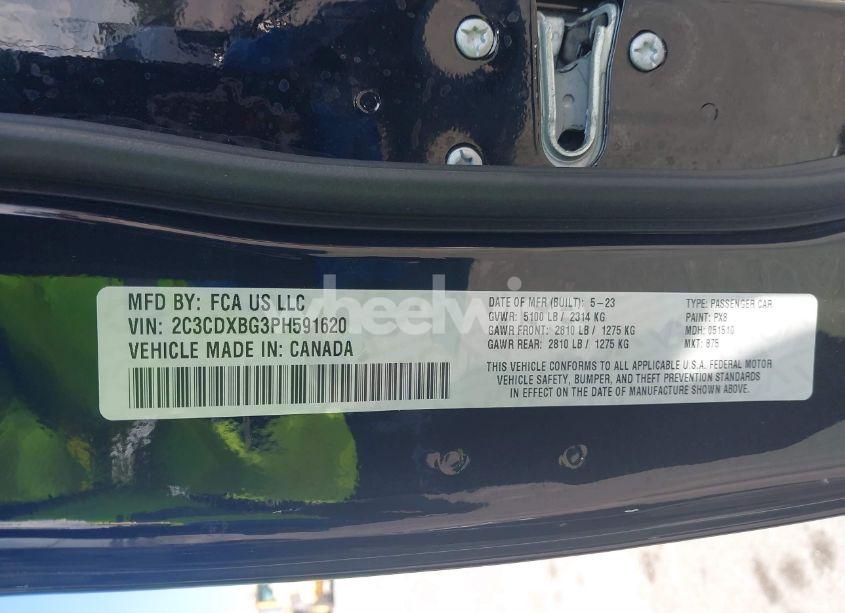 MFD BY: FCA US LLC
VIN: 2C3CDXBG3PH591620
VEHICLE MADE IN: CANADA
DATE OF MFR (BUILT): 5-23
GVWR: 5100 LB / 2314 KG
GAWR FRONT: 2810 LB / 1275 KG
GAWR REAR: 2810 LB / 1275 KG
TYPE: PASSENGER CAR
PAINT: PX8
MDH: 051510
MKT: 875
THIS VEHICLE CONFORMS TO ALL APPLICABLE U.S.A. FEDERAL MOTOR
VEHICLE SAFETY, BUMPER, AND THEFT PREVENTION STANDARDS
IN EFFECT ON THE DATE OF MANUFACTURE SHOWN ABOVE.